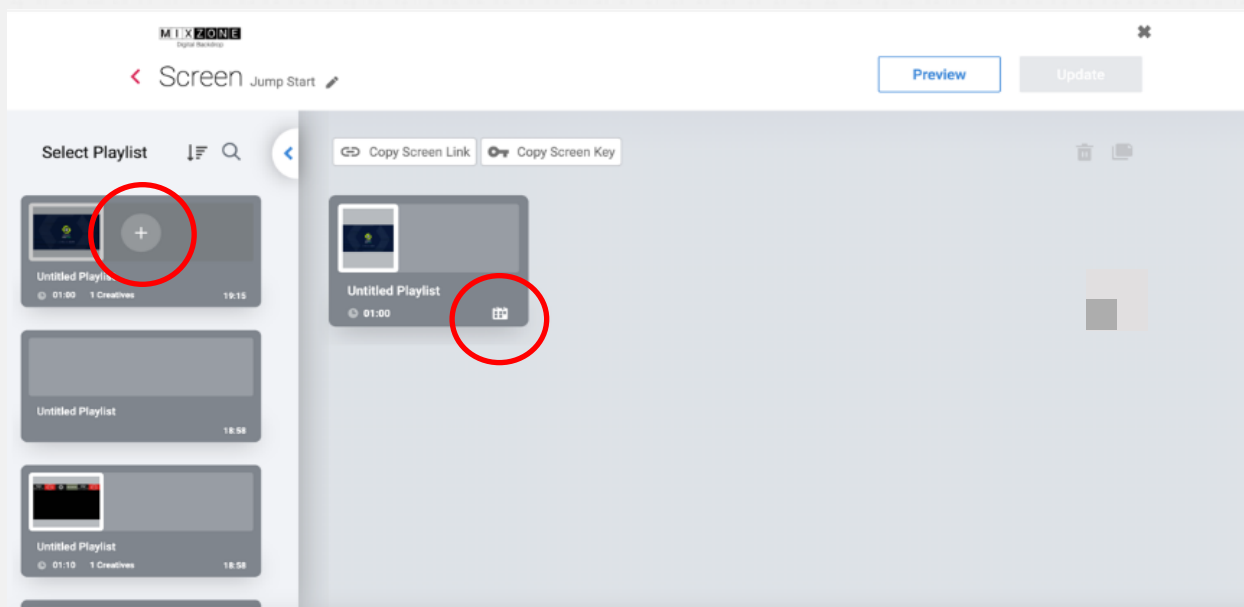 MIXZONE
Digital Backdrop
Screen Jump Start
Preview
Update
Select Playlist
Copy Screen Link
Copy Screen Key
Untitled Playlist
01:00 1 Creatives 19:15
Untitled Playlist
01:00
Untitled Playlist
18:58
Untitled Playlist
01:10 1 Creatives 18:58